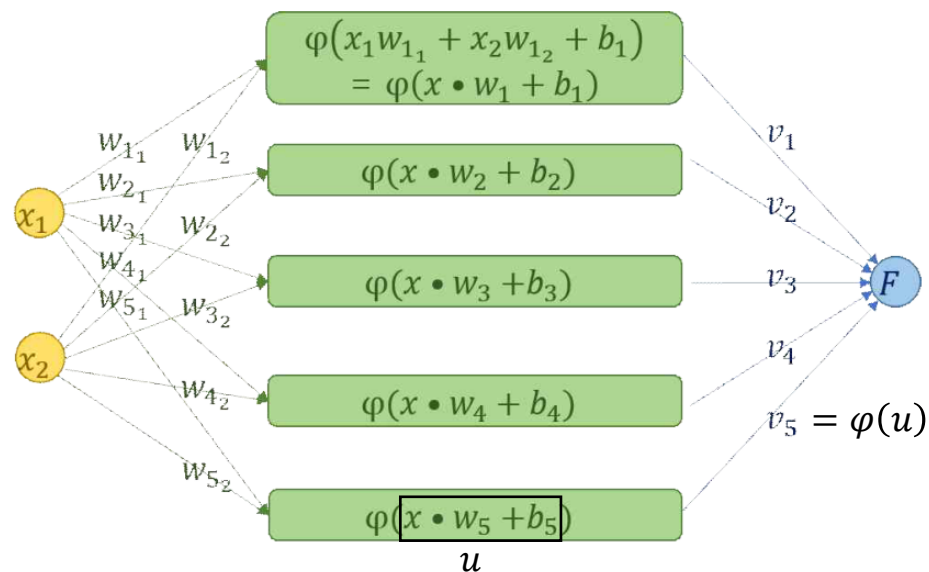 φ(x₁w₁₁ + x₂w₁₂ + b₁)
= φ(x • w₁ + b₁)
w₁₁
w₁₂
v₁
φ(x • w₂ + b₂)
w₂₁
v₂
x₁
w₂₂
w₃₁
w₄₁
φ(x • w₃ +b₃)
v₃
F
w₅₁
w₃₂
x₂
v₄
w₄₂
φ(x • w₄ + b₄)
v₅ = φ(u)
w₅₂
φ(x • w₅ +b₅)
u